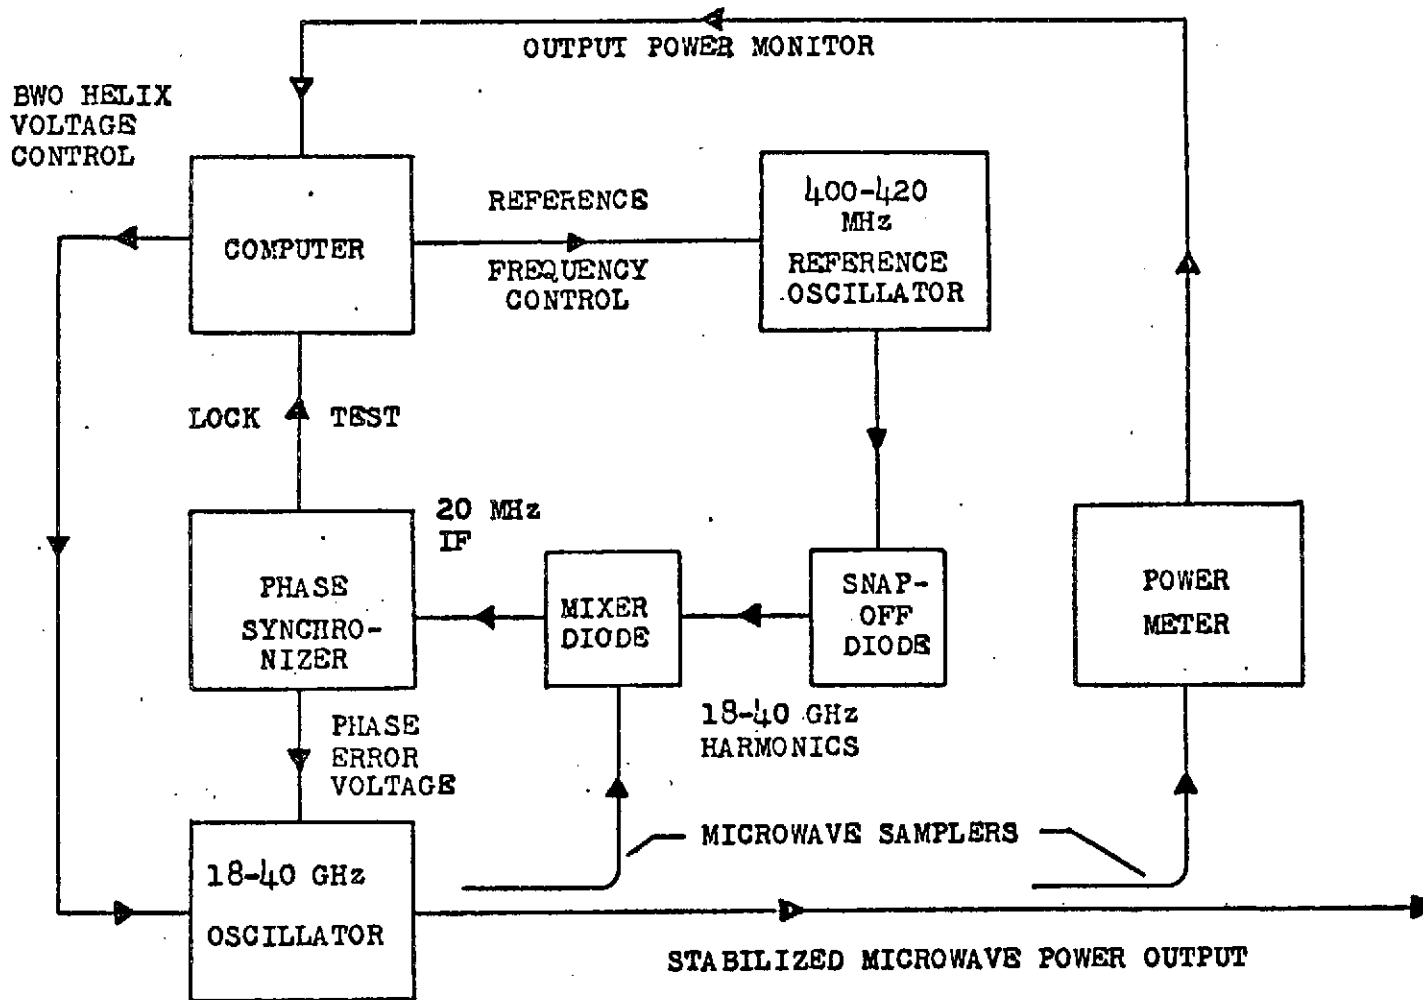 OUTPUT POWER MONITOR
BWO HELIX
VOLTAGE
CONTROL
COMPUTER
REFERENCE
FREQUENCY
CONTROL
400-420
MHz
REFERENCE
OSCILLATOR
LOCK TEST
20 MHz
IF
PHASE
SYNCHRO-
NIZER
MIXER
DIODE
SNAP-
OFF
DIODE
POWER
METER
18-40 GHz
HARMONICS
PHASE
ERROR
VOLTAGE
MICROWAVE SAMPLERS
18-40 GHz
OSCILLATOR
STABILIZED MICROWAVE POWER OUTPUT